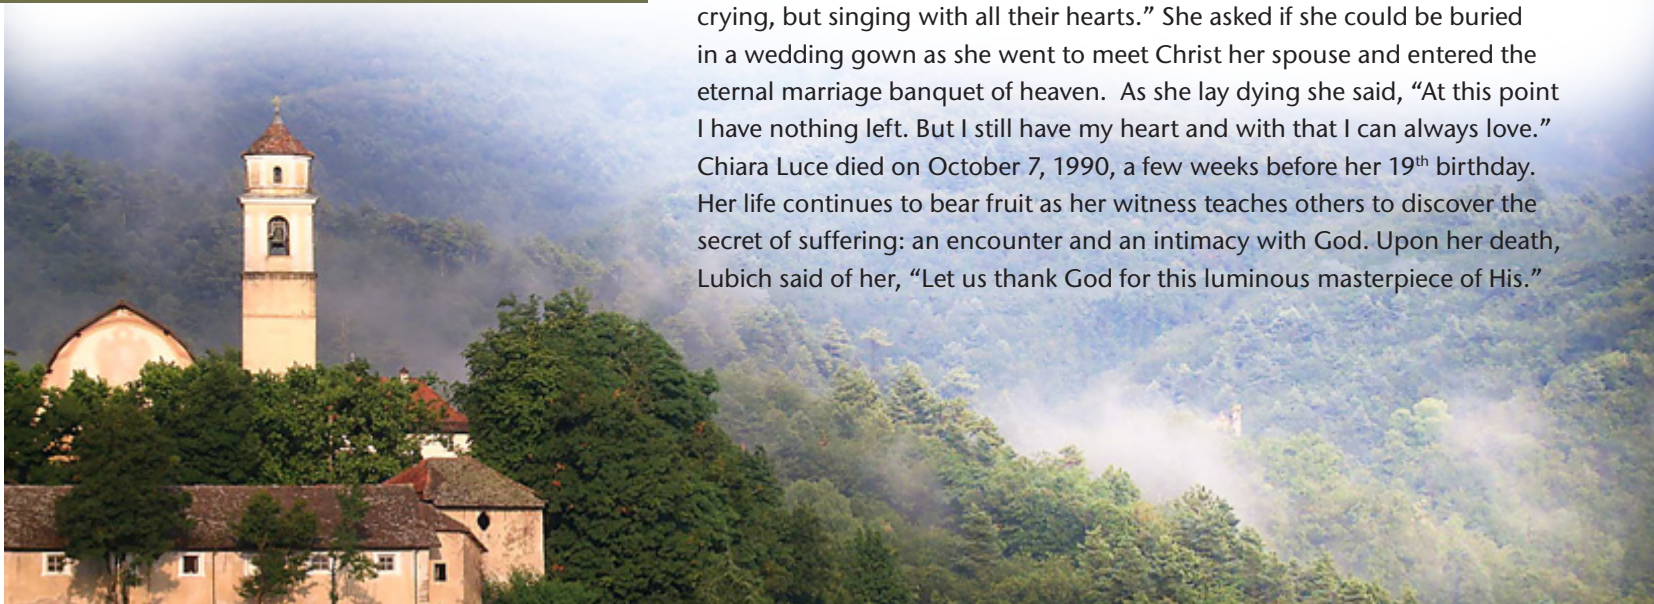 crying, but singing with all their hearts.” She asked if she could be buried
in a wedding gown as she went to meet Christ her spouse and entered the
eternal marriage banquet of heaven.  As she lay dying she said, “At this point
I have nothing left. But I still have my heart and with that I can always love.”
Chiara Luce died on October 7, 1990, a few weeks before her 19th birthday.
Her life continues to bear fruit as her witness teaches others to discover the
secret of suffering: an encounter and an intimacy with God. Upon her death,
Lubich said of her, “Let us thank God for this luminous masterpiece of His.”